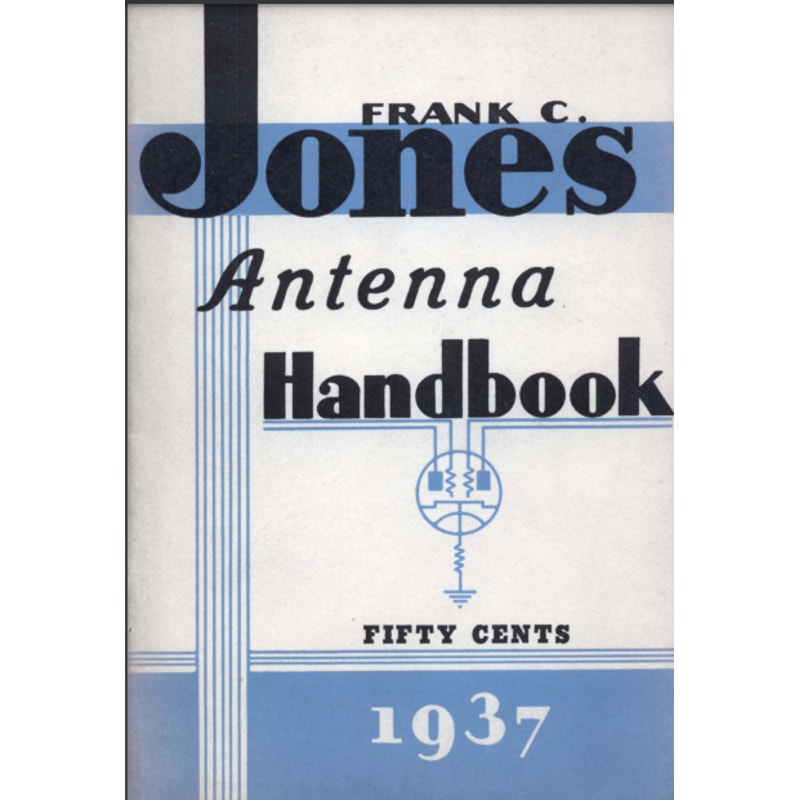 FRANK C.
Jones
Antenna
Handbook
FIFTY CENTS
1937